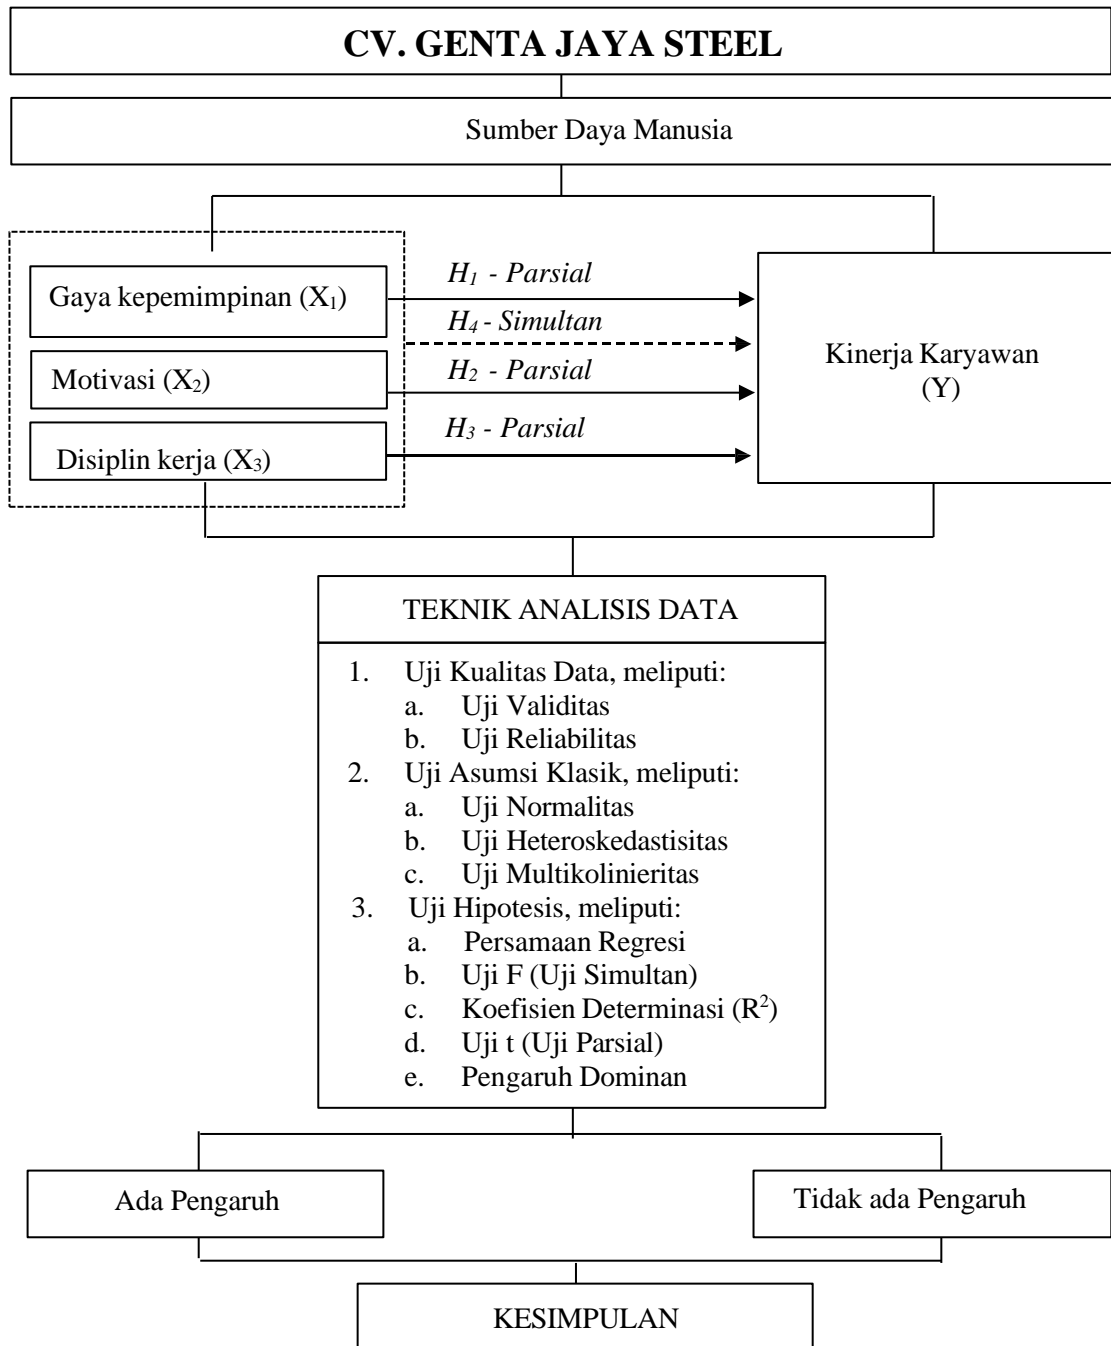 CV. GENTA JAYA STEEL
Sumber Daya Manusia
Gaya kepemimpinan (X₁)
Motivasi (X₂)
Disiplin kerja (X₃)
H₁ - Parsial
H₄ - Simultan
H₂ - Parsial
H₃ - Parsial
Kinerja Karyawan
(Y)
TEKNIK ANALISIS DATA
1. Uji Kualitas Data, meliputi:
a. Uji Validitas
b. Uji Reliabilitas
2. Uji Asumsi Klasik, meliputi:
a. Uji Normalitas
b. Uji Heteroskedastisitas
c. Uji Multikolinieritas
3. Uji Hipotesis, meliputi:
a. Persamaan Regresi
b. Uji F (Uji Simultan)
c. Koefisien Determinasi (R²)
d. Uji t (Uji Parsial)
e. Pengaruh Dominan
Ada Pengaruh
Tidak ada Pengaruh
KESIMPULAN